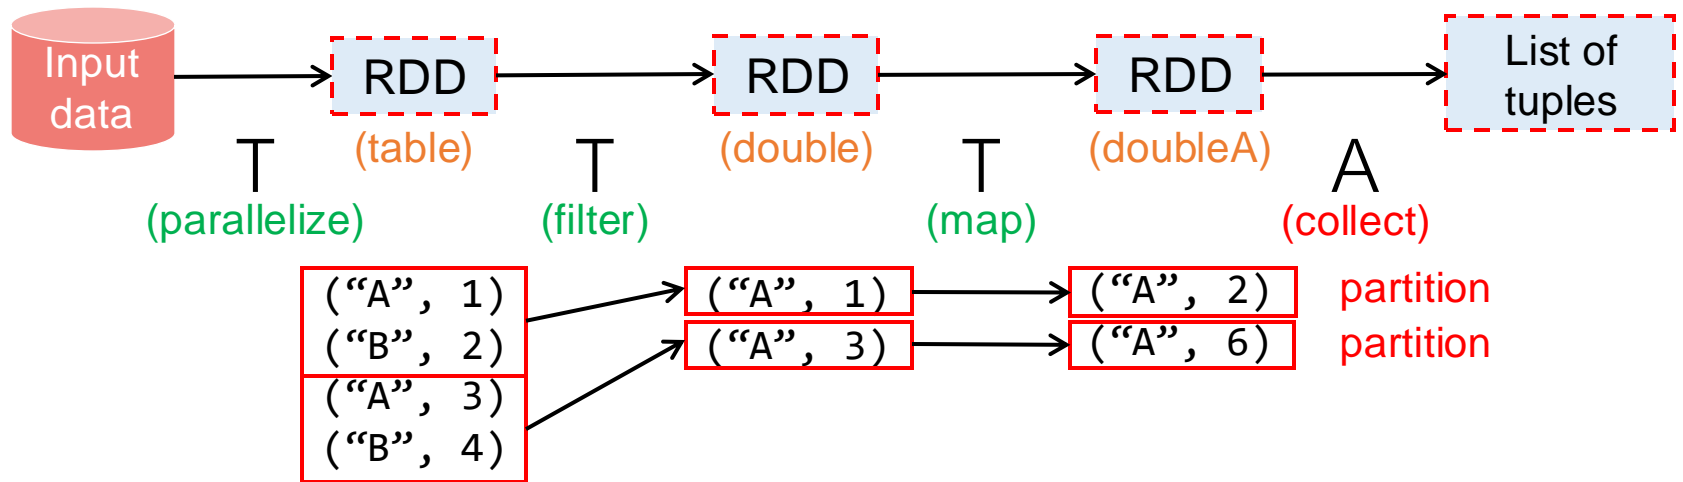 Input
data
RDD
RDD
RDD
List of
tuples
(table)
(double)
(doubleA)
T
T
T
A
(parallelize)
(filter)
(map)
(collect)
(“A”, 1)
(“B”, 2)
(“A”, 3)
(“B”, 4)
(“A”, 1)
(“A”, 3)
(“A”, 2)
(“A”, 6)
partition
partition